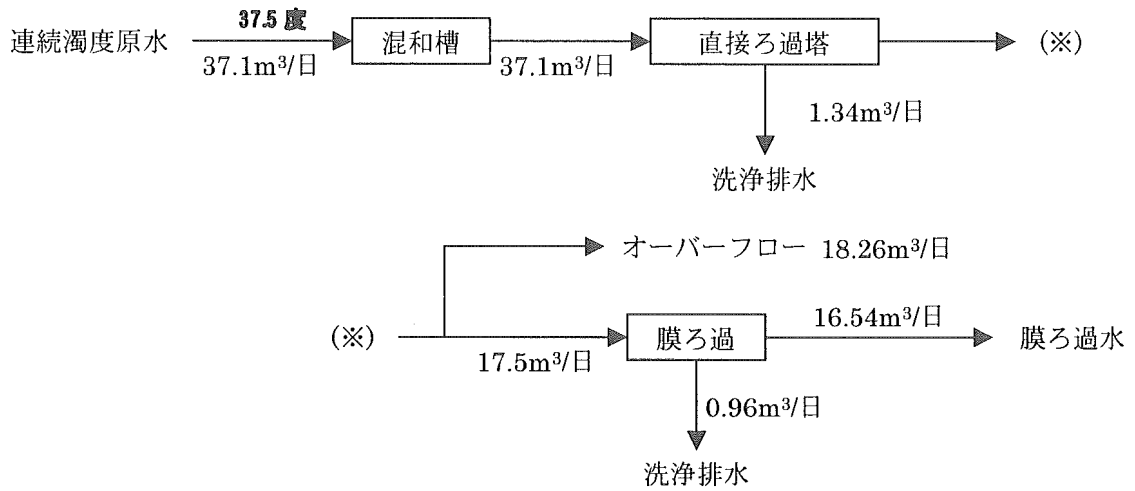 37.5 度
連続濁度原水
混和槽
直接ろ過塔
(※)
37.1m³/日
37.1m³/日
1.34m³/日
洗浄排水
オーバーフロー 18.26m³/日
(※)
膜ろ過
16.54m³/日
膜ろ過水
17.5m³/日
0.96m³/日
洗浄排水